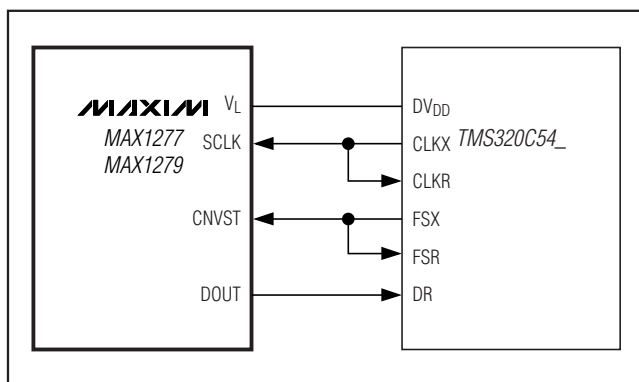 MAXIM
MAX1277
MAX1279
VL
SCLK
CNVST
DOUT
DVDD
CLKX
TMS320C54_
CLKR
FSX
FSR
DR